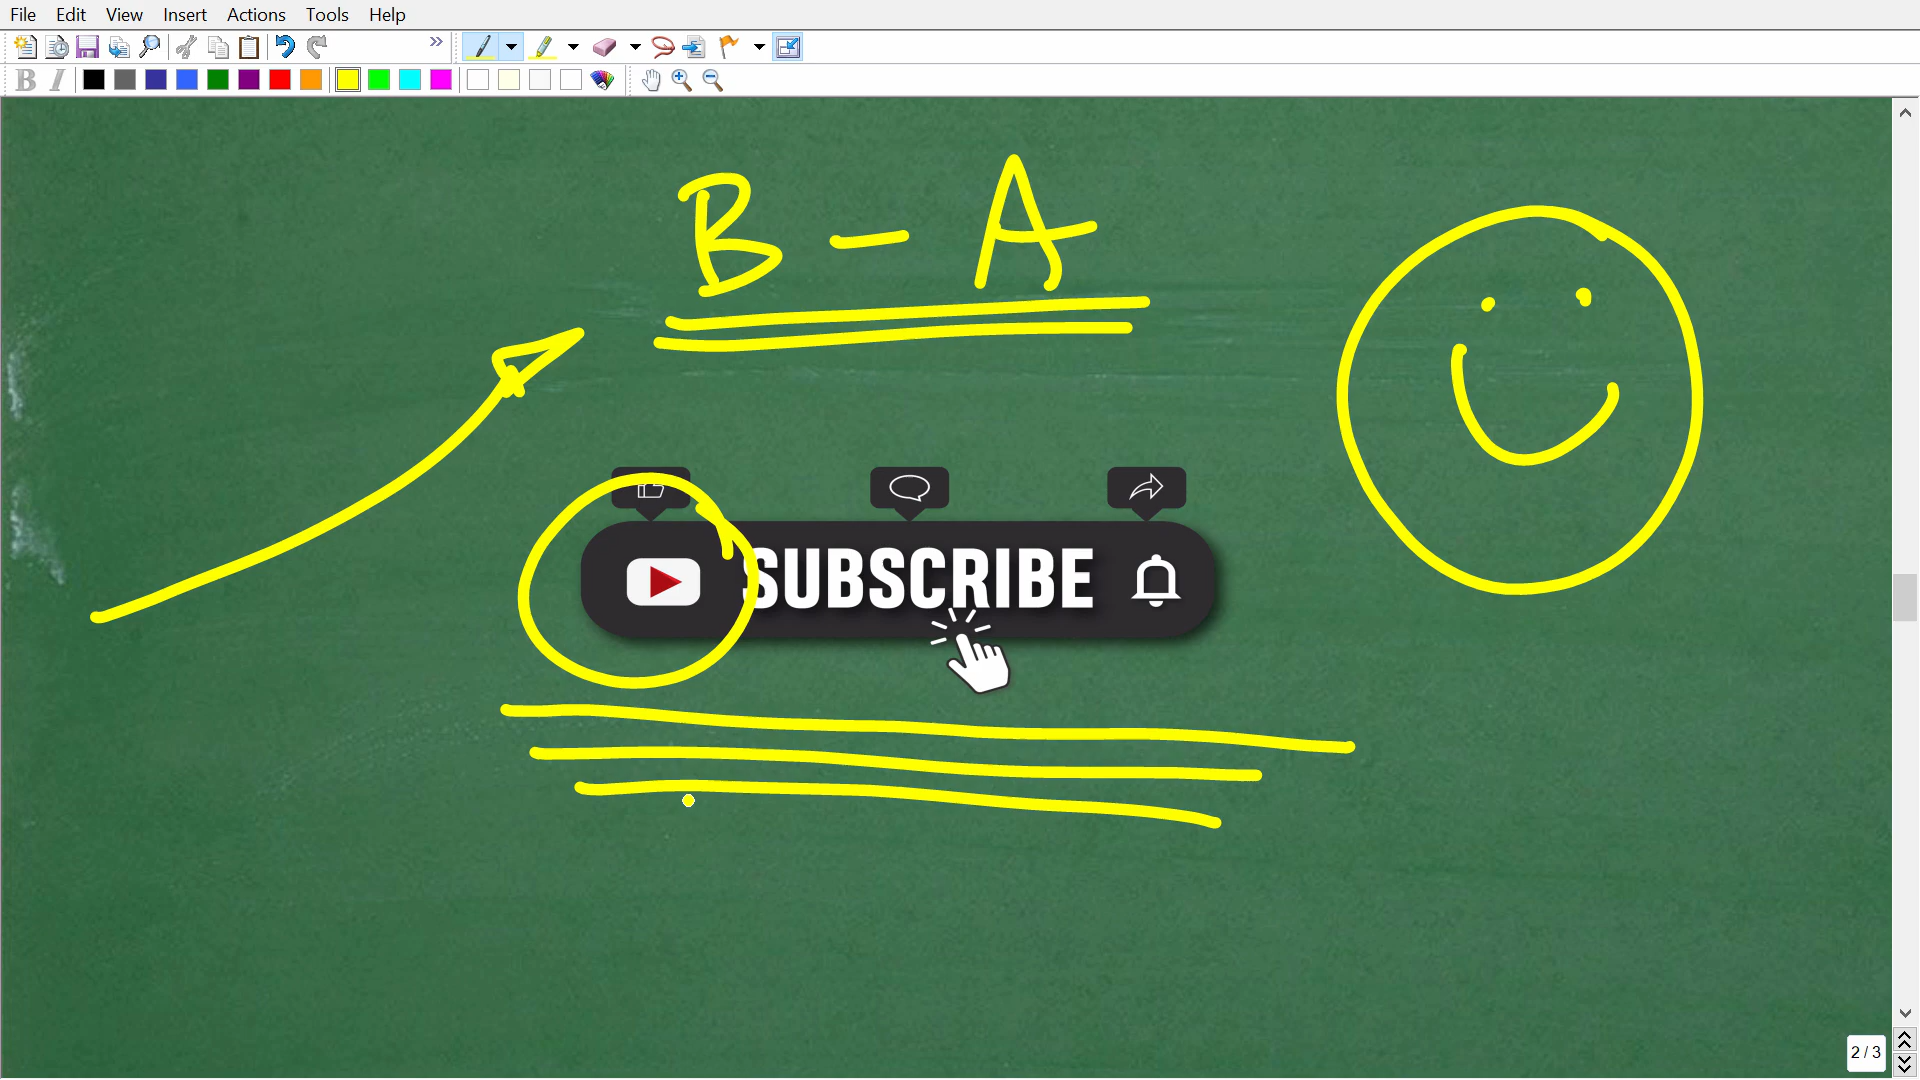 File Edit View Insert Actions Tools Help
B I
B - A
SUBSCRIBE
2 / 3